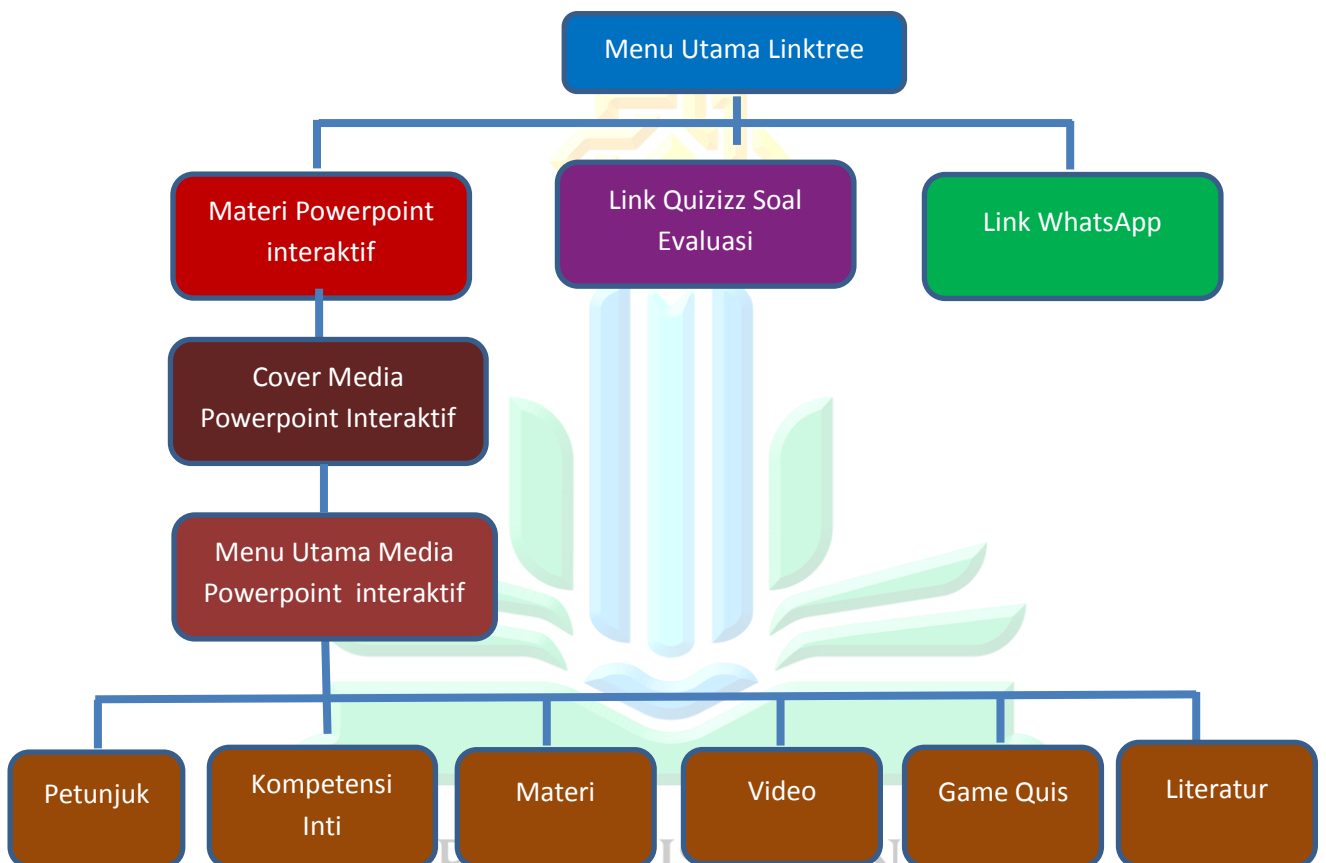 Menu Utama Linktree
Materi Powerpoint
interaktif
Link Quizizz Soal
Evaluasi
Link WhatsApp
Cover Media
Powerpoint Interaktif
Menu Utama Media
Powerpoint interaktif
Petunjuk
Kompetensi
Inti
Materi
Video
Game Quis
Literatur